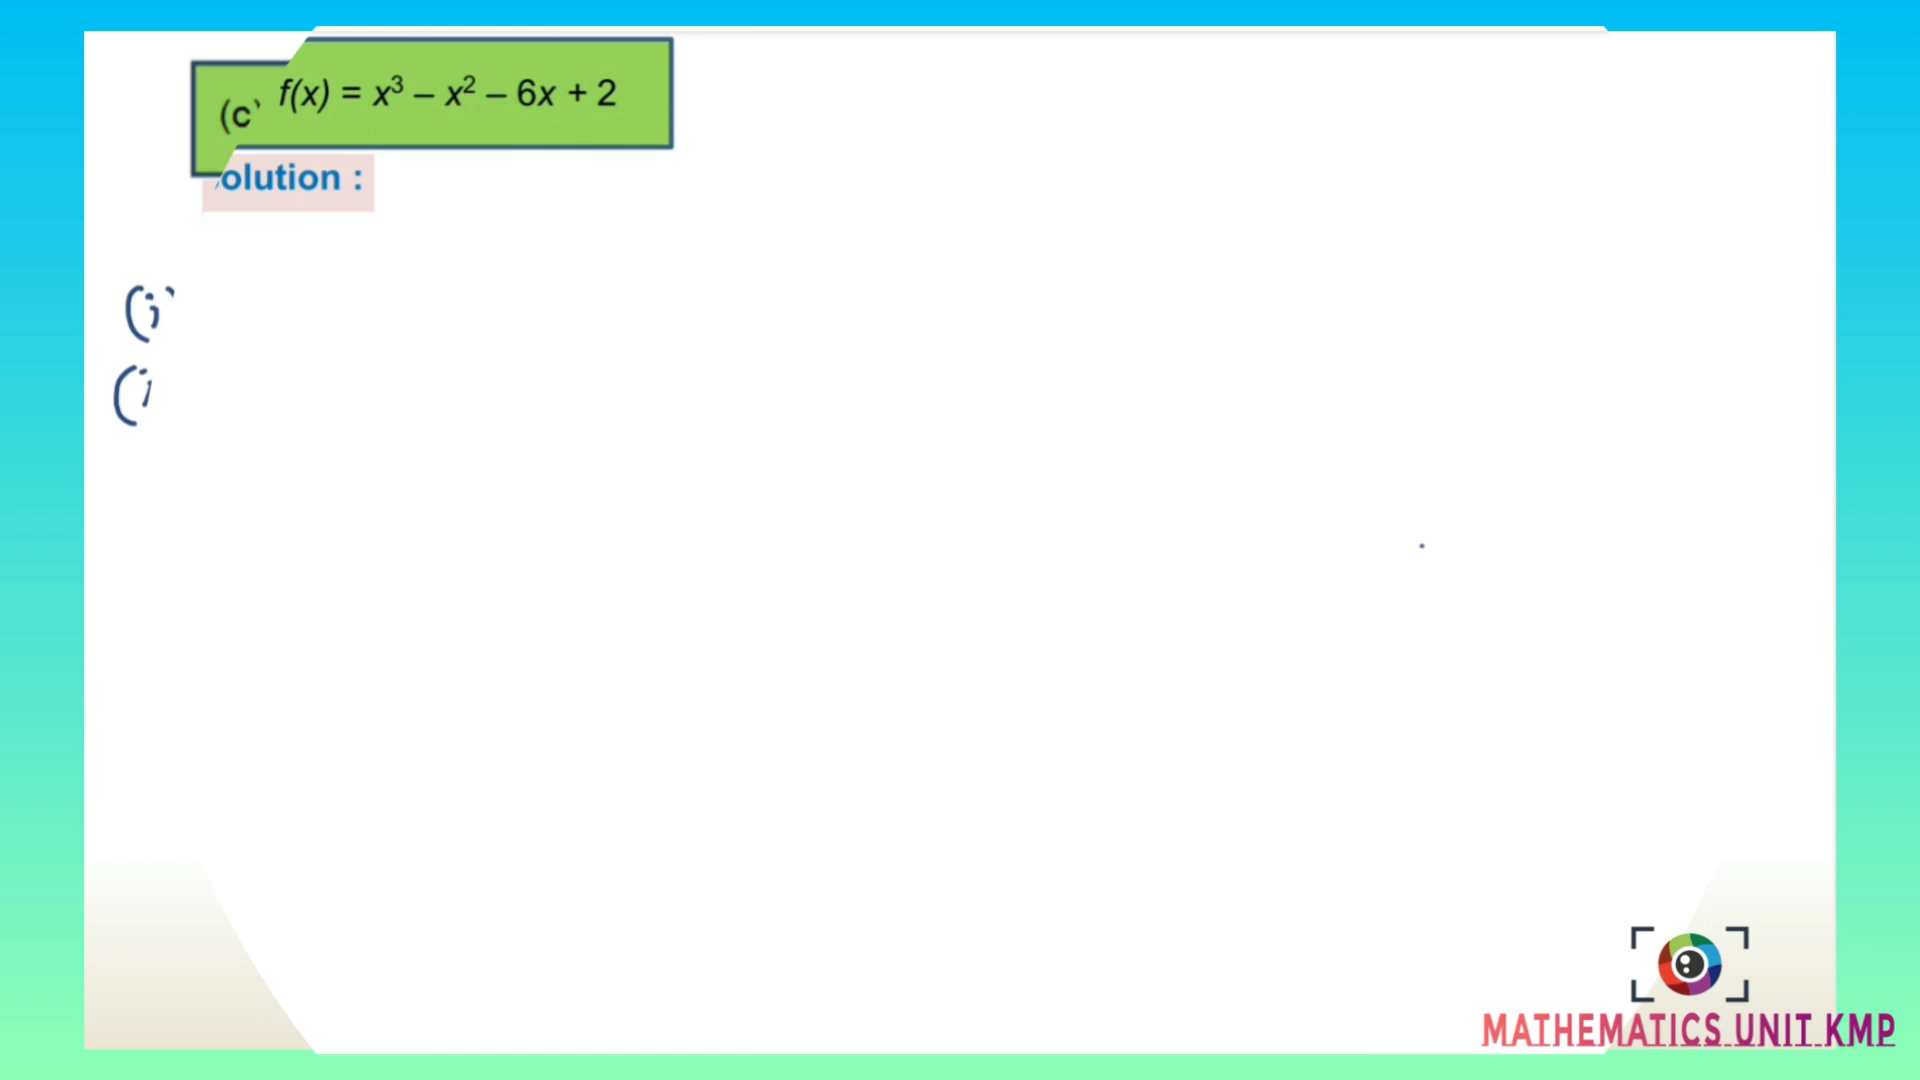 (c) f(x) = x³ – x² – 6x + 2
olution :
(i)
(i
MATHEMATICS UNIT KMP